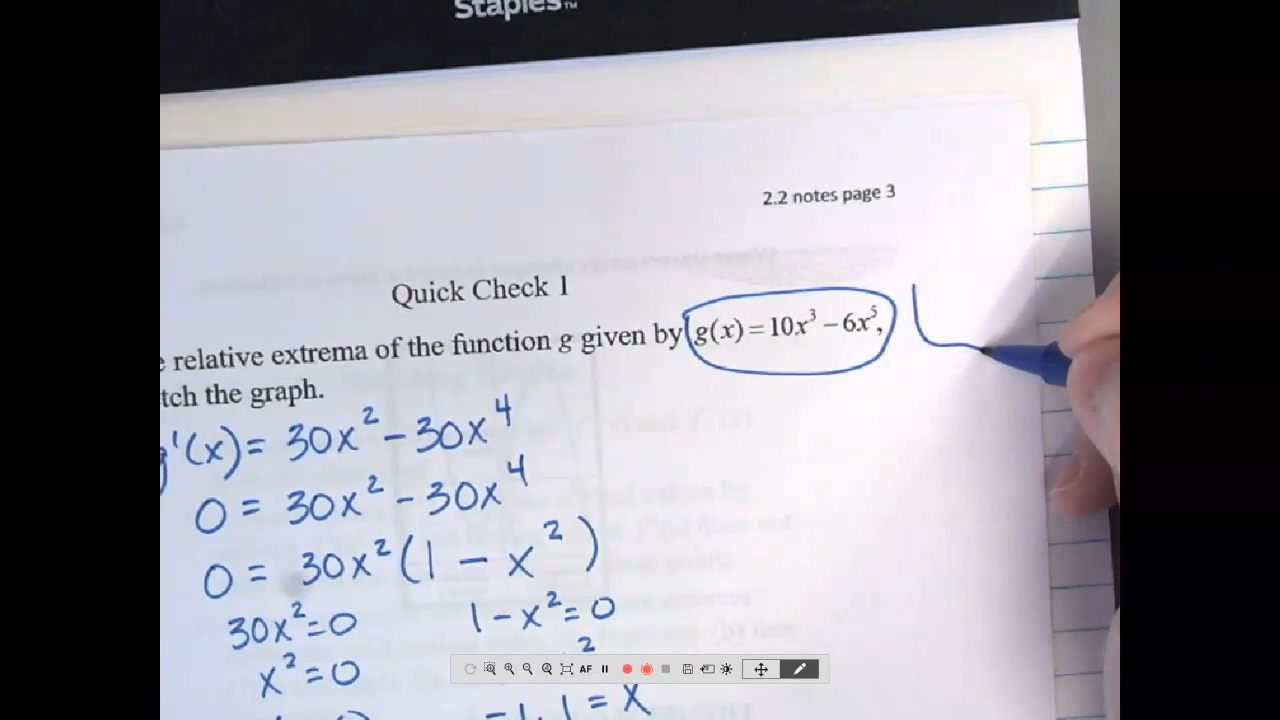 Staples™
2.2 notes page 3
Quick Check 1
relative extrema of the function g given by g(x) = 10x³ − 6x⁵,
tch the graph.
g'(x) = 30x² − 30x⁴
0 = 30x² − 30x⁴
0 = 30x² (1 − x²)
30x² = 0 1 − x² = 0
x² = 0
AF
−1, 1 = x